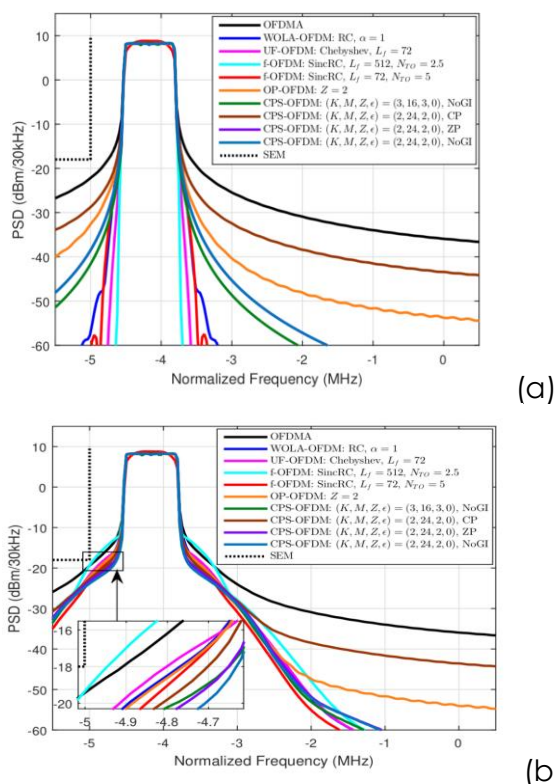 10
0
-10
-20
-30
-40
-50
-60
PSD (dBm/30kHz)
OFDMA
WOLA-OFDM: RC, α = 1
UF-OFDM: Chebyshev, L_f = 72
f-OFDM: SincRC, L_f = 512, N_TO = 2.5
f-OFDM: SincRC, L_f = 72, N_TO = 5
OP-OFDM: Z = 2
CPS-OFDM: (K, M, Z, ϵ) = (3, 16, 3, 0), NoGI
CPS-OFDM: (K, M, Z, ϵ) = (2, 24, 2, 0), CP
CPS-OFDM: (K, M, Z, ϵ) = (2, 24, 2, 0), ZP
CPS-OFDM: (K, M, Z, ϵ) = (2, 24, 2, 0), NoGI
SEM
-5 -4 -3 -2 -1 0
Normalized Frequency (MHz)
(a)
10
0
-10
-20
-30
-40
-50
-60
PSD (dBm/30kHz)
OFDMA
WOLA-OFDM: RC, α = 1
UF-OFDM: Chebyshev, L_f = 72
f-OFDM: SincRC, L_f = 512, N_TO = 2.5
f-OFDM: SincRC, L_f = 72, N_TO = 5
OP-OFDM: Z = 2
CPS-OFDM: (K, M, Z, ϵ) = (3, 16, 3, 0), NoGI
CPS-OFDM: (K, M, Z, ϵ) = (2, 24, 2, 0), CP
CPS-OFDM: (K, M, Z, ϵ) = (2, 24, 2, 0), ZP
CPS-OFDM: (K, M, Z, ϵ) = (2, 24, 2, 0), NoGI
SEM
-16
-18
-20
-5 -4.9 -4.8 -4.7
-5 -4 -3 -2 -1 0
Normalized Frequency (MHz)
(b